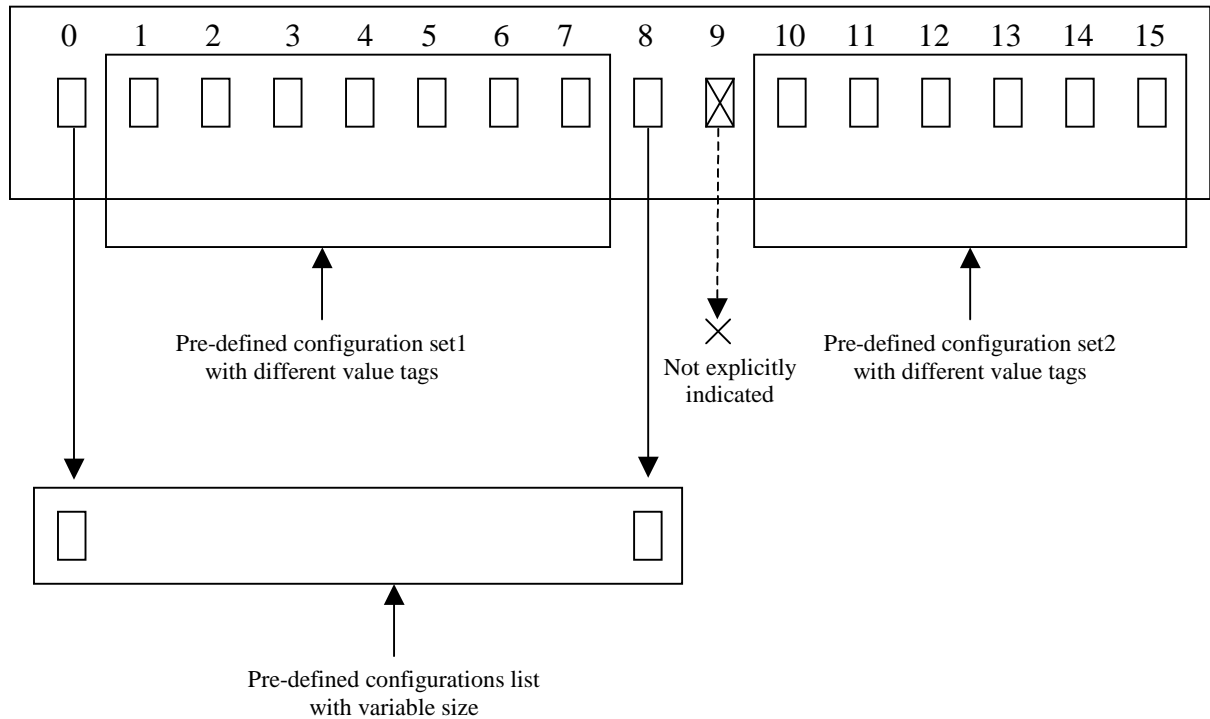 0 1 2 3 4 5 6 7 8 9 10 11 12 13 14 15
Pre-defined configuration set1
with different value tags
Not explicitly
indicated
Pre-defined configuration set2
with different value tags
Pre-defined configurations list
with variable size